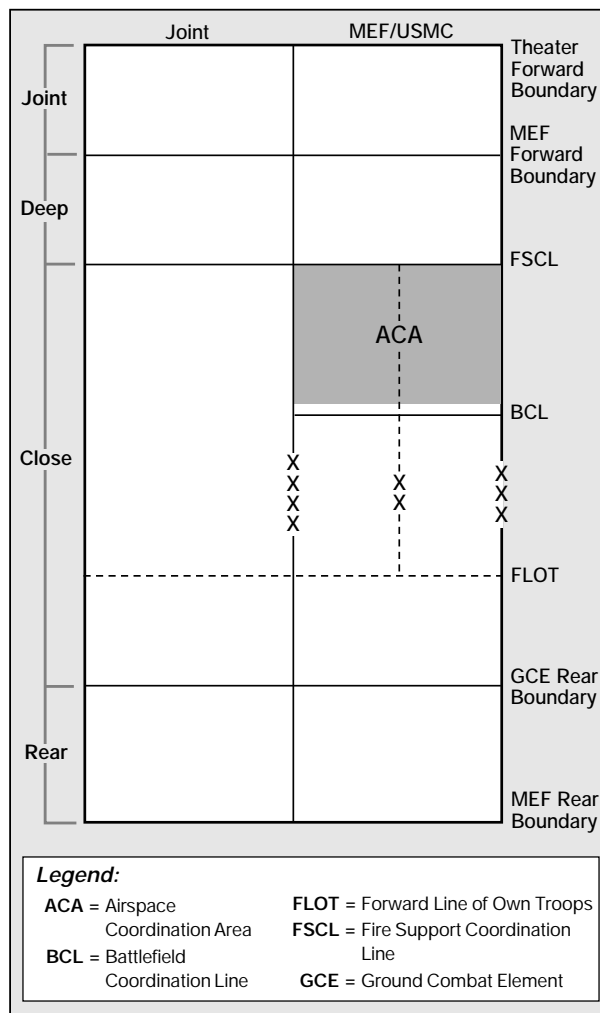 Joint MEF/USMC
Theater
Forward
Boundary
Joint
MEF
Forward
Boundary
Deep
FSCL
ACA
BCL
Close
X X X
X X X
X X X
X
FLOT
GCE Rear
Boundary
Rear
MEF Rear
Boundary
Legend:
ACA = Airspace
Coordination Area
BCL = Battlefield
Coordination Line
FLOT = Forward Line of Own Troops
FSCL = Fire Support Coordination
Line
GCE = Ground Combat Element